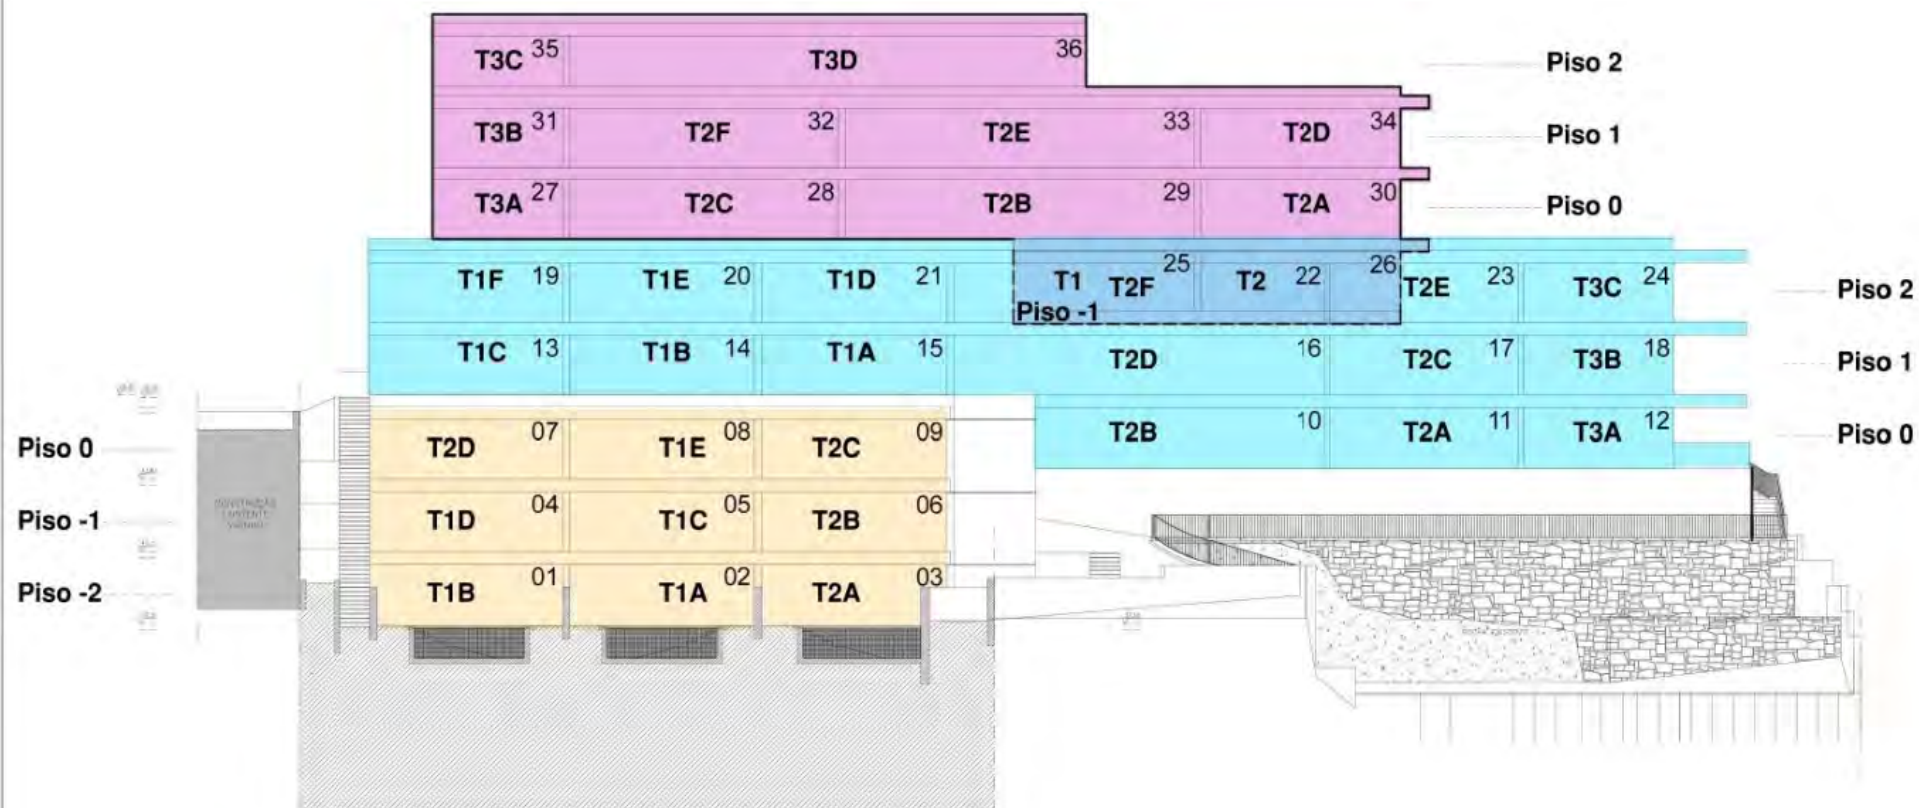 T3C 35 T3D 36 Piso 2
T3B 31 T2F 32 T2E 33 T2D 34 Piso 1
T3A 27 T2C 28 T2B 29 T2A 30 Piso 0
T1F 19 T1E 20 T1D 21 T1 T2F 25 T2 22 26 T2E 23 T3C 24 Piso 2
Piso -1
T1C 13 T1B 14 T1A 15 T2D 16 T2C 17 T3B 18 Piso 1
T2B 10 T2A 11 T3A 12 Piso 0
Piso 0 T2D 07 T1E 08 T2C 09
Piso -1 T1D 04 T1C 05 T2B 06
Piso -2 T1B 01 T1A 02 T2A 03